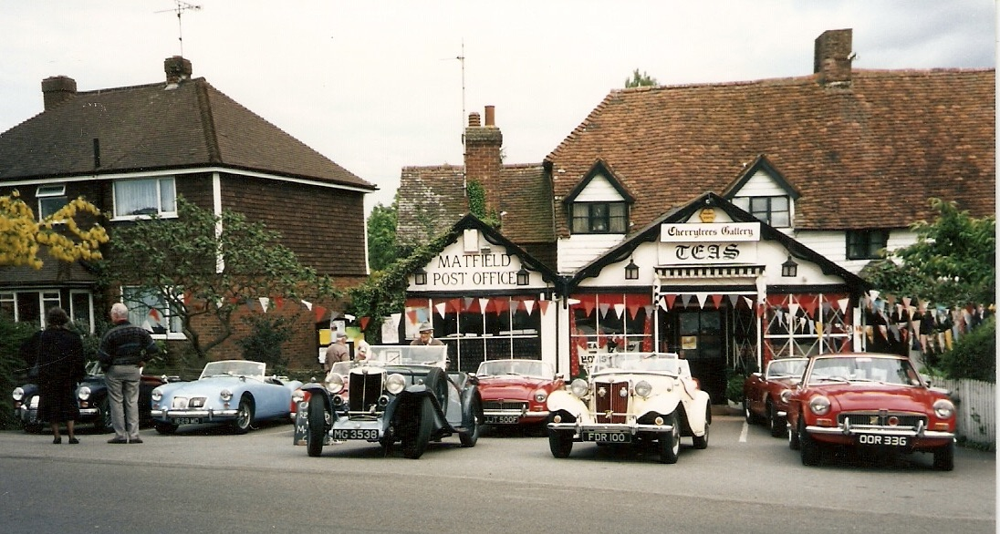 Cherrytrees Gallery
TEAS
MATFIELD
POST OFFICE
MG 3538
JJT 500F
FDR 100
OOR 33G